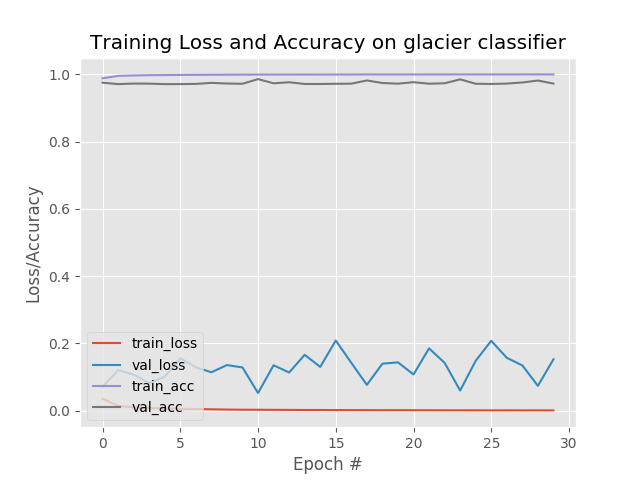 Training Loss and Accuracy on glacier classifier
1.0
0.8
0.6
0.4
0.2
0.0
Loss/Accuracy
train_loss
val_loss
train_acc
val_acc
0 5 10 15 20 25 30
Epoch #